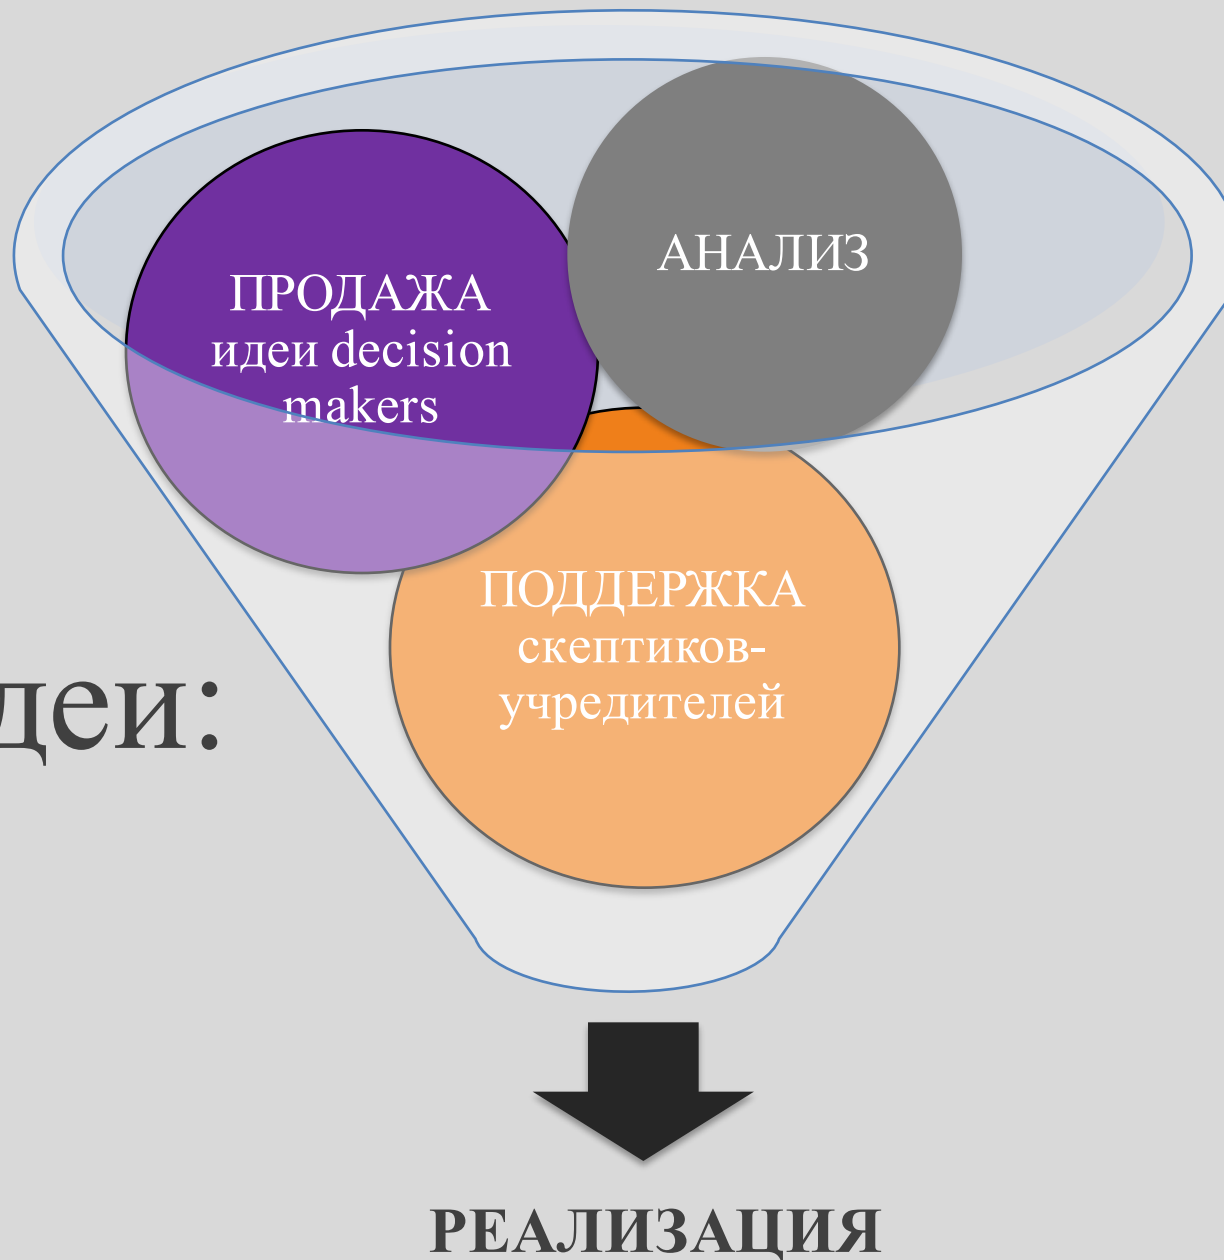 АНАЛИЗ
ПРОДАЖА
идеи decision
makers
ПОДДЕРЖКА
скептиков-
учредителей
деи:
РЕАЛИЗАЦИЯ